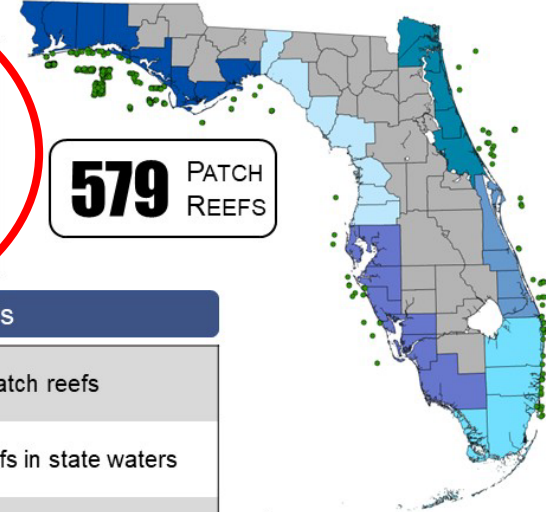 579 PATCH
REEFS
s
atch reefs
fs in state waters